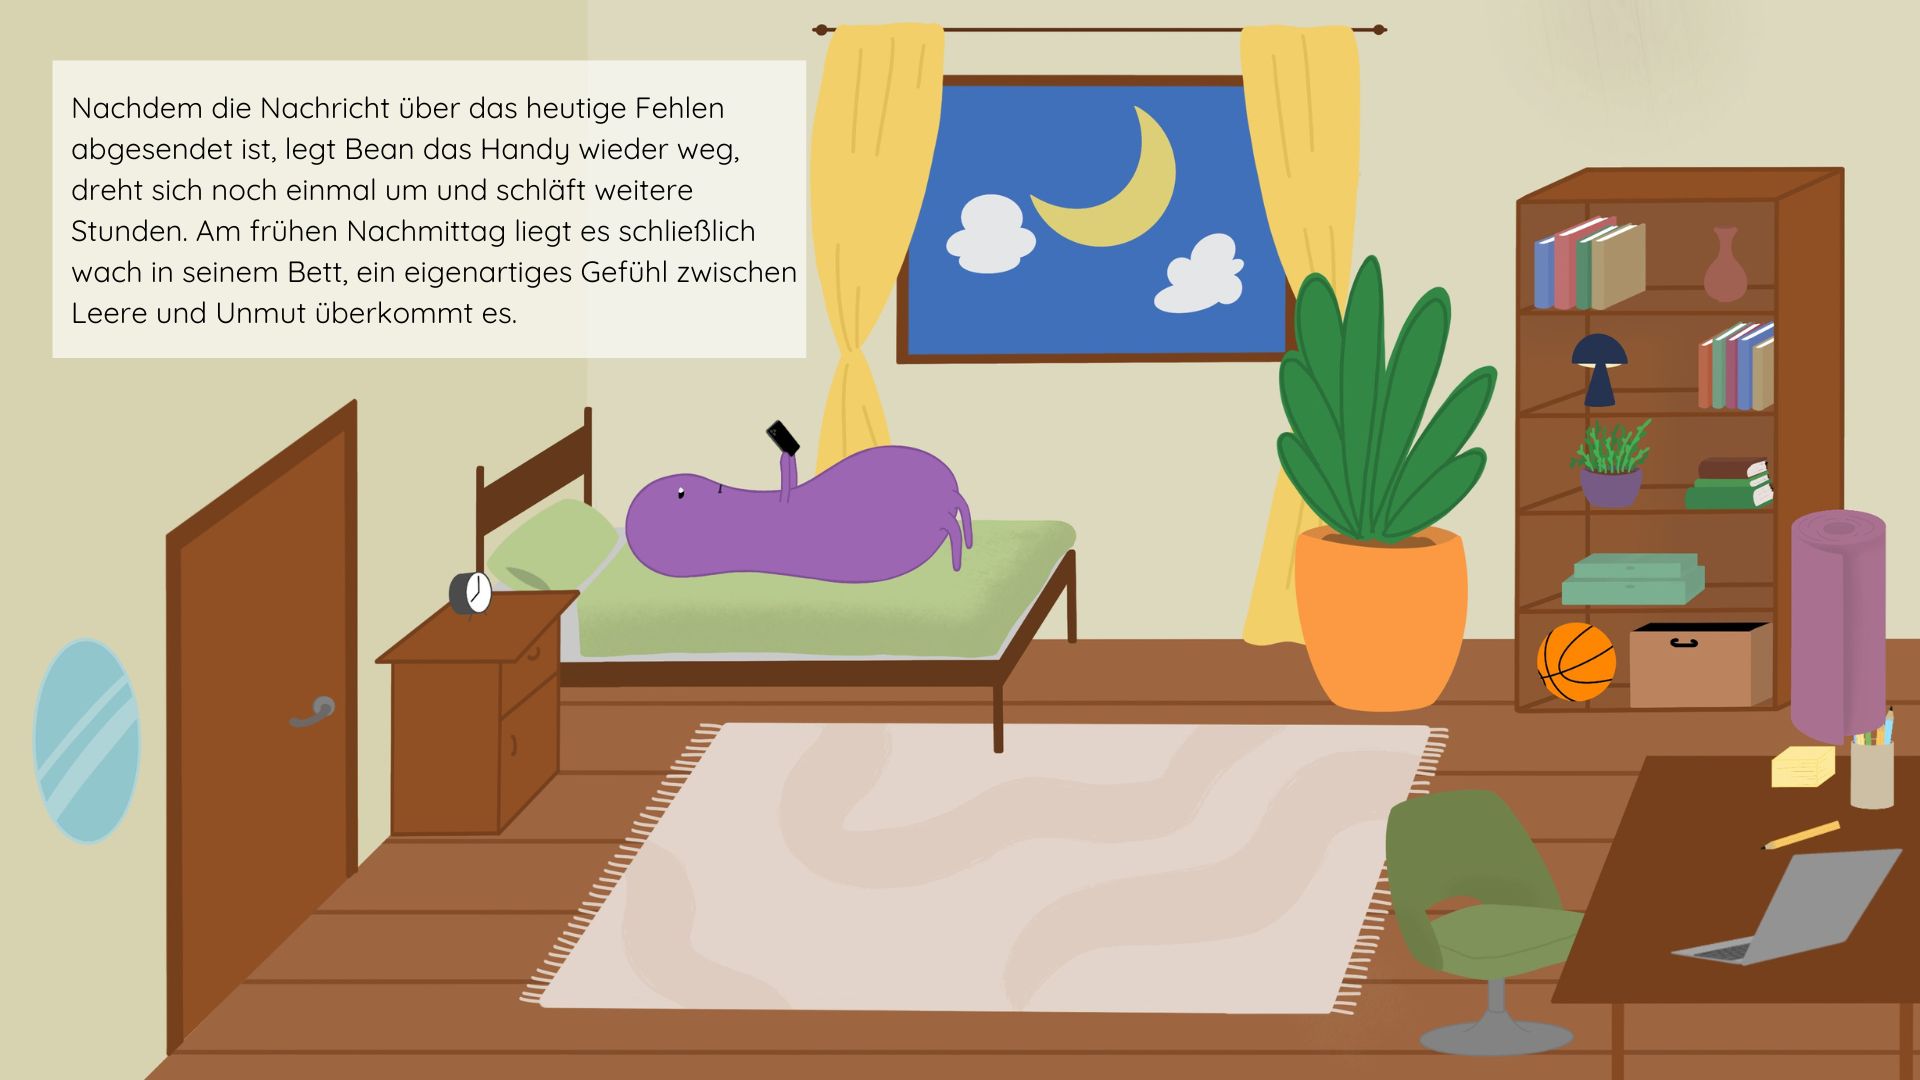 Nachdem die Nachricht über das heutige Fehlen
abgesendet ist, legt Bean das Handy wieder weg,
dreht sich noch einmal um und schläft weitere
Stunden. Am frühen Nachmittag liegt es schließlich
wach in seinem Bett, ein eigenartiges Gefühl zwischen
Leere und Unmut überkommt es.